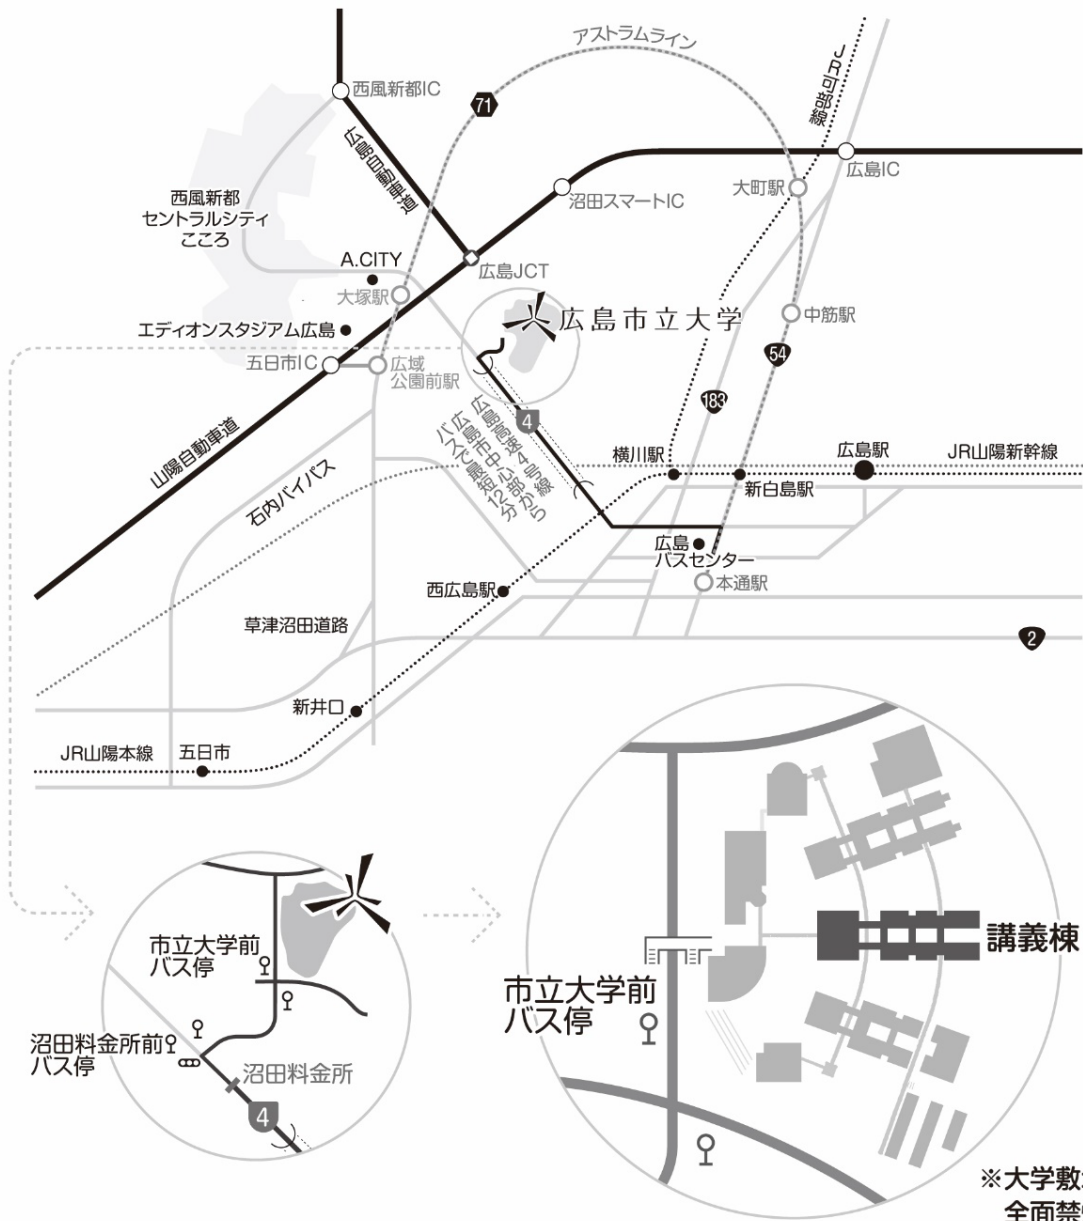 アストラムライン
JR可部線
西風新都IC
71
広島自動車道
広島IC
大町駅
沼田スマートIC
西風新都
セントラルシティ
こころ
A.CITY
広島JCT
大塚駅
広島市立大学
中筋駅
エディオンスタジアム広島
五日市IC
広域
公園前駅
54
183
4
広島高速4号線
広島市中心部から
バスで最短12分
山陽自動車道
石内バイパス
横川駅
広島駅
JR山陽新幹線
新白島駅
広島
バスセンター
本通駅
西広島駅
草津沼田道路
2
新井口
JR山陽本線
五日市
市立大学前
バス停
沼田料金所前
バス停
沼田料金所
4
講義棟
市立大学前
バス停
※大学敷
全面禁